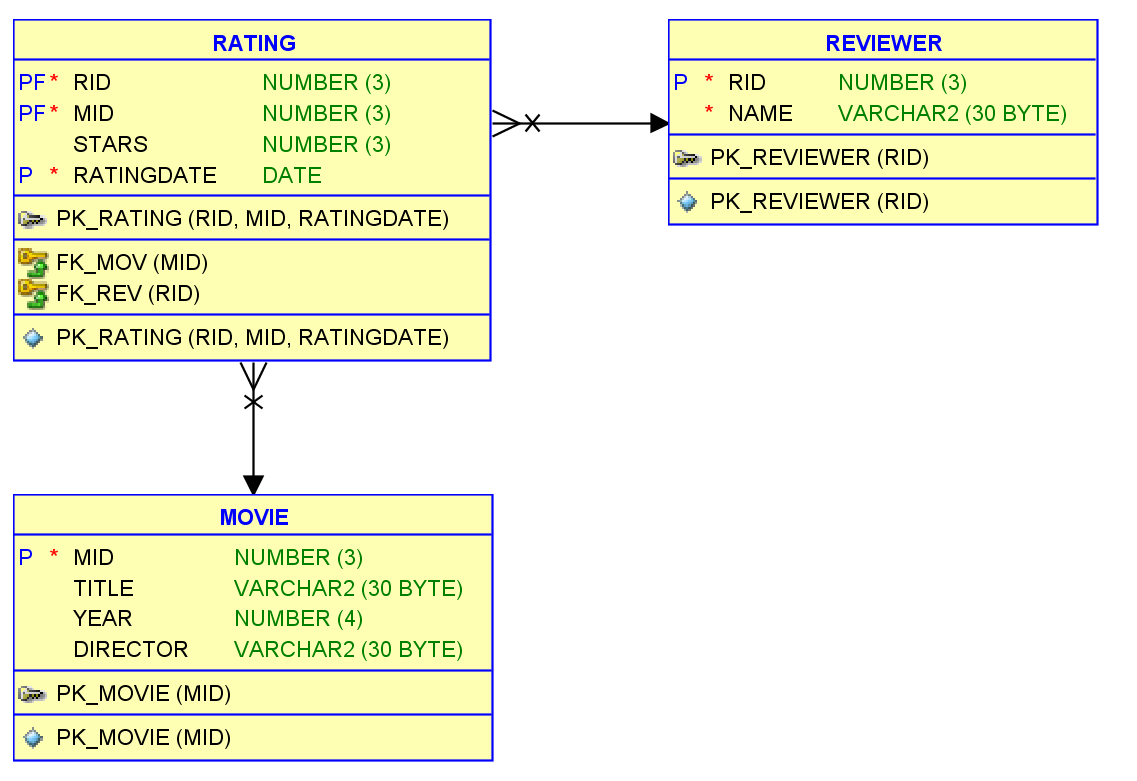 RATING
PF * RID NUMBER (3)
PF * MID NUMBER (3)
STARS NUMBER (3)
P * RATINGDATE DATE
PK_RATING (RID, MID, RATINGDATE)
FK_MOV (MID)
FK_REV (RID)
PK_RATING (RID, MID, RATINGDATE)
REVIEWER
P * RID NUMBER (3)
* NAME VARCHAR2 (30 BYTE)
PK_REVIEWER (RID)
PK_REVIEWER (RID)
MOVIE
P * MID NUMBER (3)
TITLE VARCHAR2 (30 BYTE)
YEAR NUMBER (4)
DIRECTOR VARCHAR2 (30 BYTE)
PK_MOVIE (MID)
PK_MOVIE (MID)